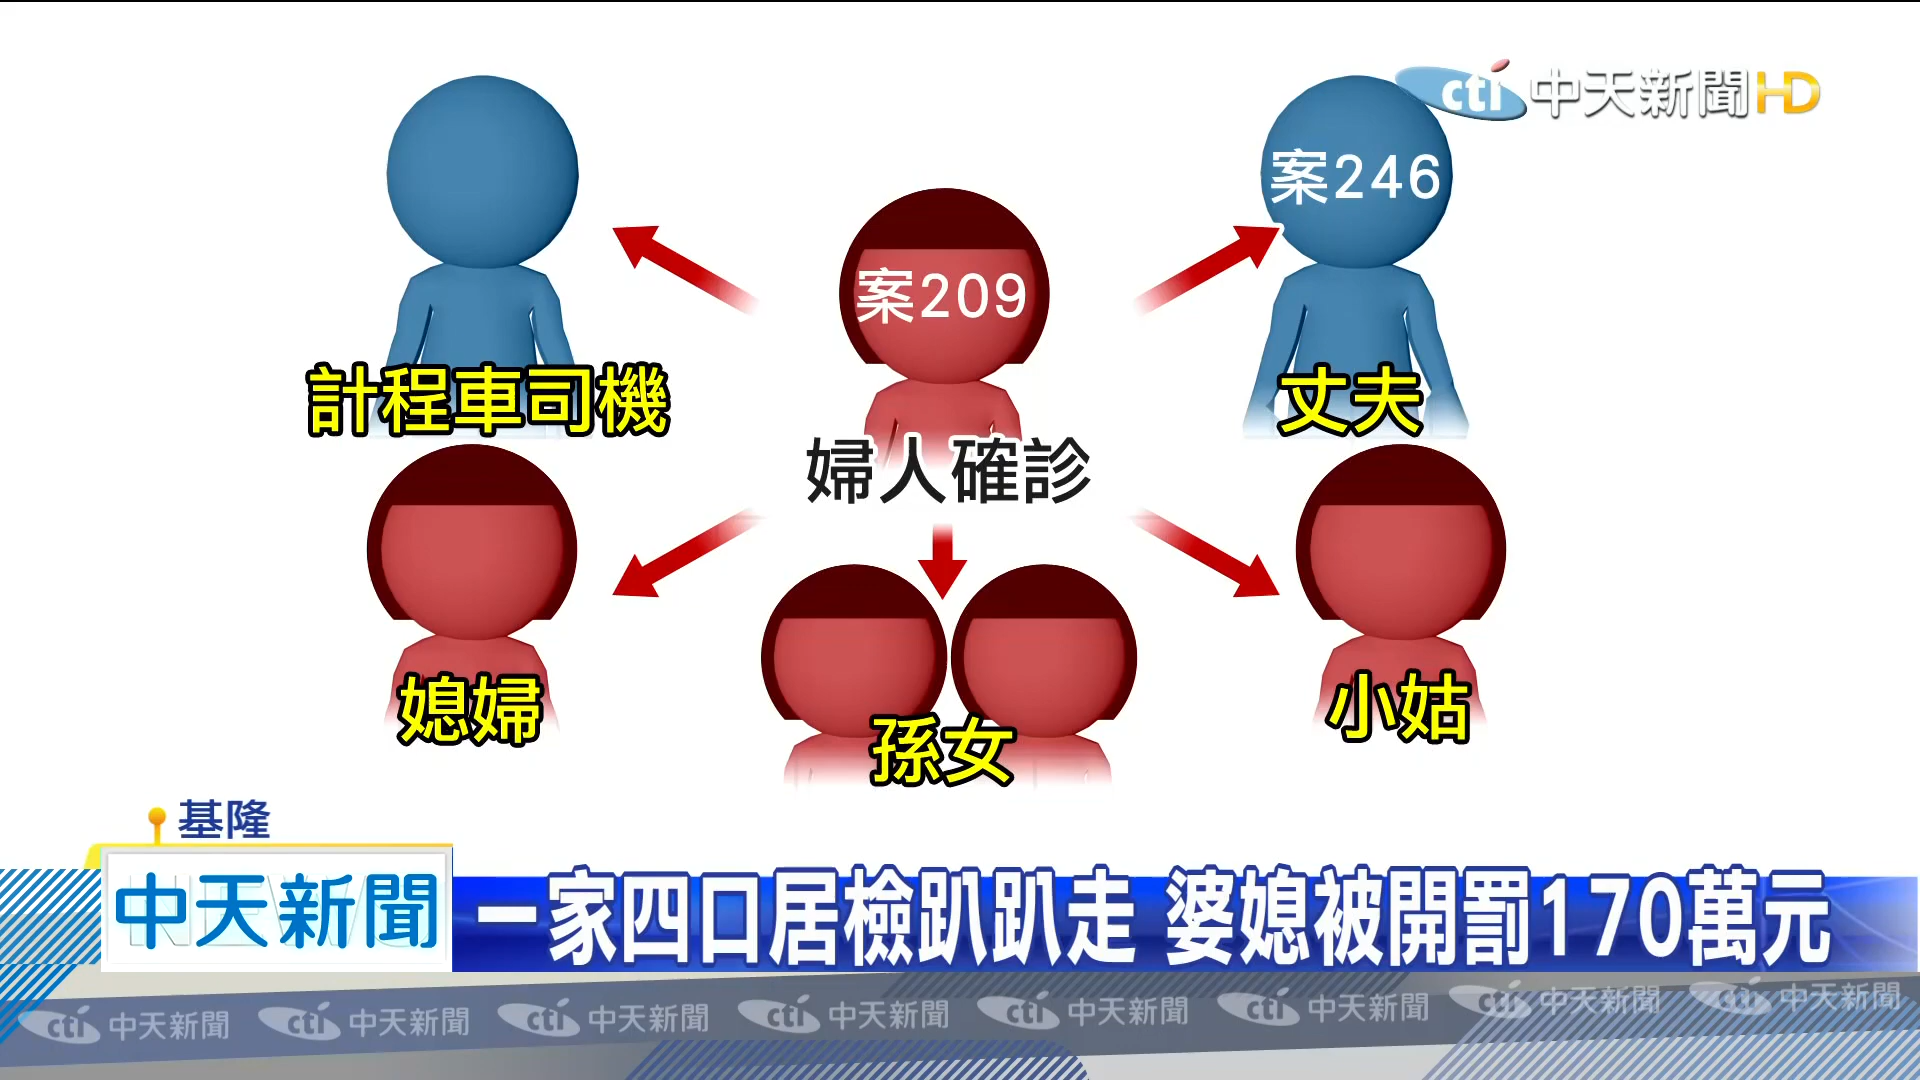 cti 中天新聞HD
案246
案209
計程車司機
丈夫
婦人確診
媳婦
孫女
小姑
基隆
中天新聞
一家四口居檢趴趴走 婆媳被開罰170萬元
cti 中天新聞 cti 中天新聞 cti 中天新聞 cti 中天新聞 cti 中天新聞 cti 中天新聞 cti 中天新聞 cti 中天新聞